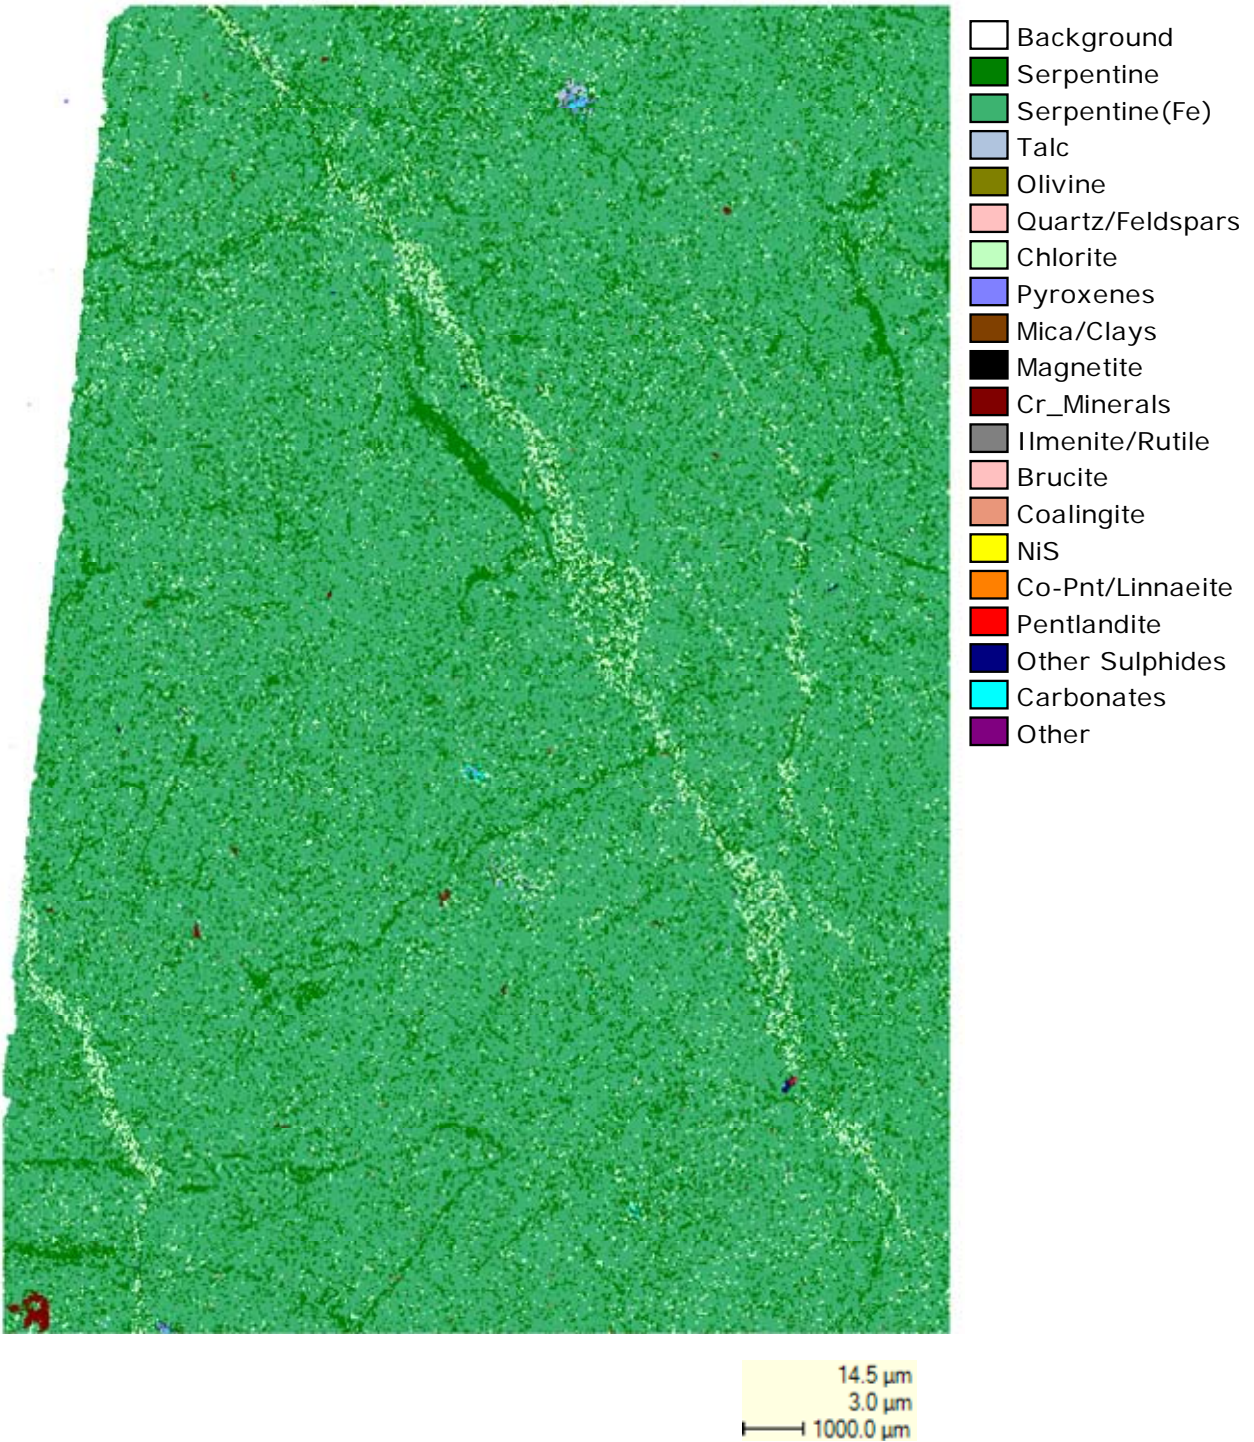 Background
Serpentine
Serpentine(Fe)
Talc
Olivine
Quartz/Feldspars
Chlorite
Pyroxenes
Mica/Clays
Magnetite
Cr_Minerals
Ilmenite/Rutile
Brucite
Coalingite
NiS
Co-Pnt/Linnaeite
Pentlandite
Other Sulphides
Carbonates
Other
14.5 µm
3.0 µm
1000.0 µm